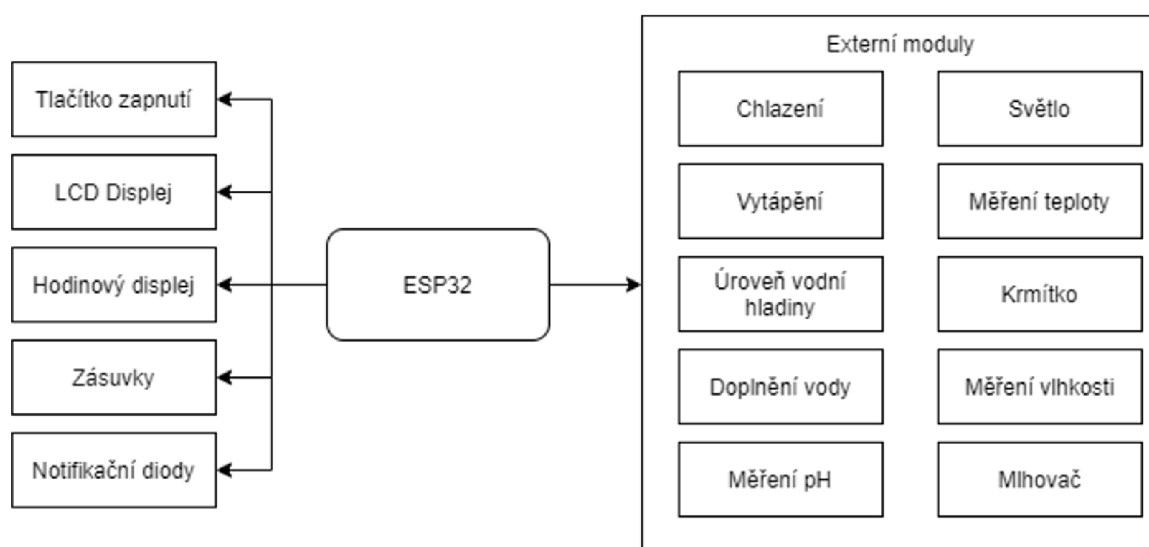 Tlačítko zapnutí
LCD Displej
Hodinový displej
Zásuvky
Notifikační diody
ESP32
Externí moduly
Chlazení
Světlo
Vytápění
Měření teploty
Úroveň vodní
hladiny
Krmítko
Doplnění vody
Měření vlhkosti
Měření pH
Mlhovač